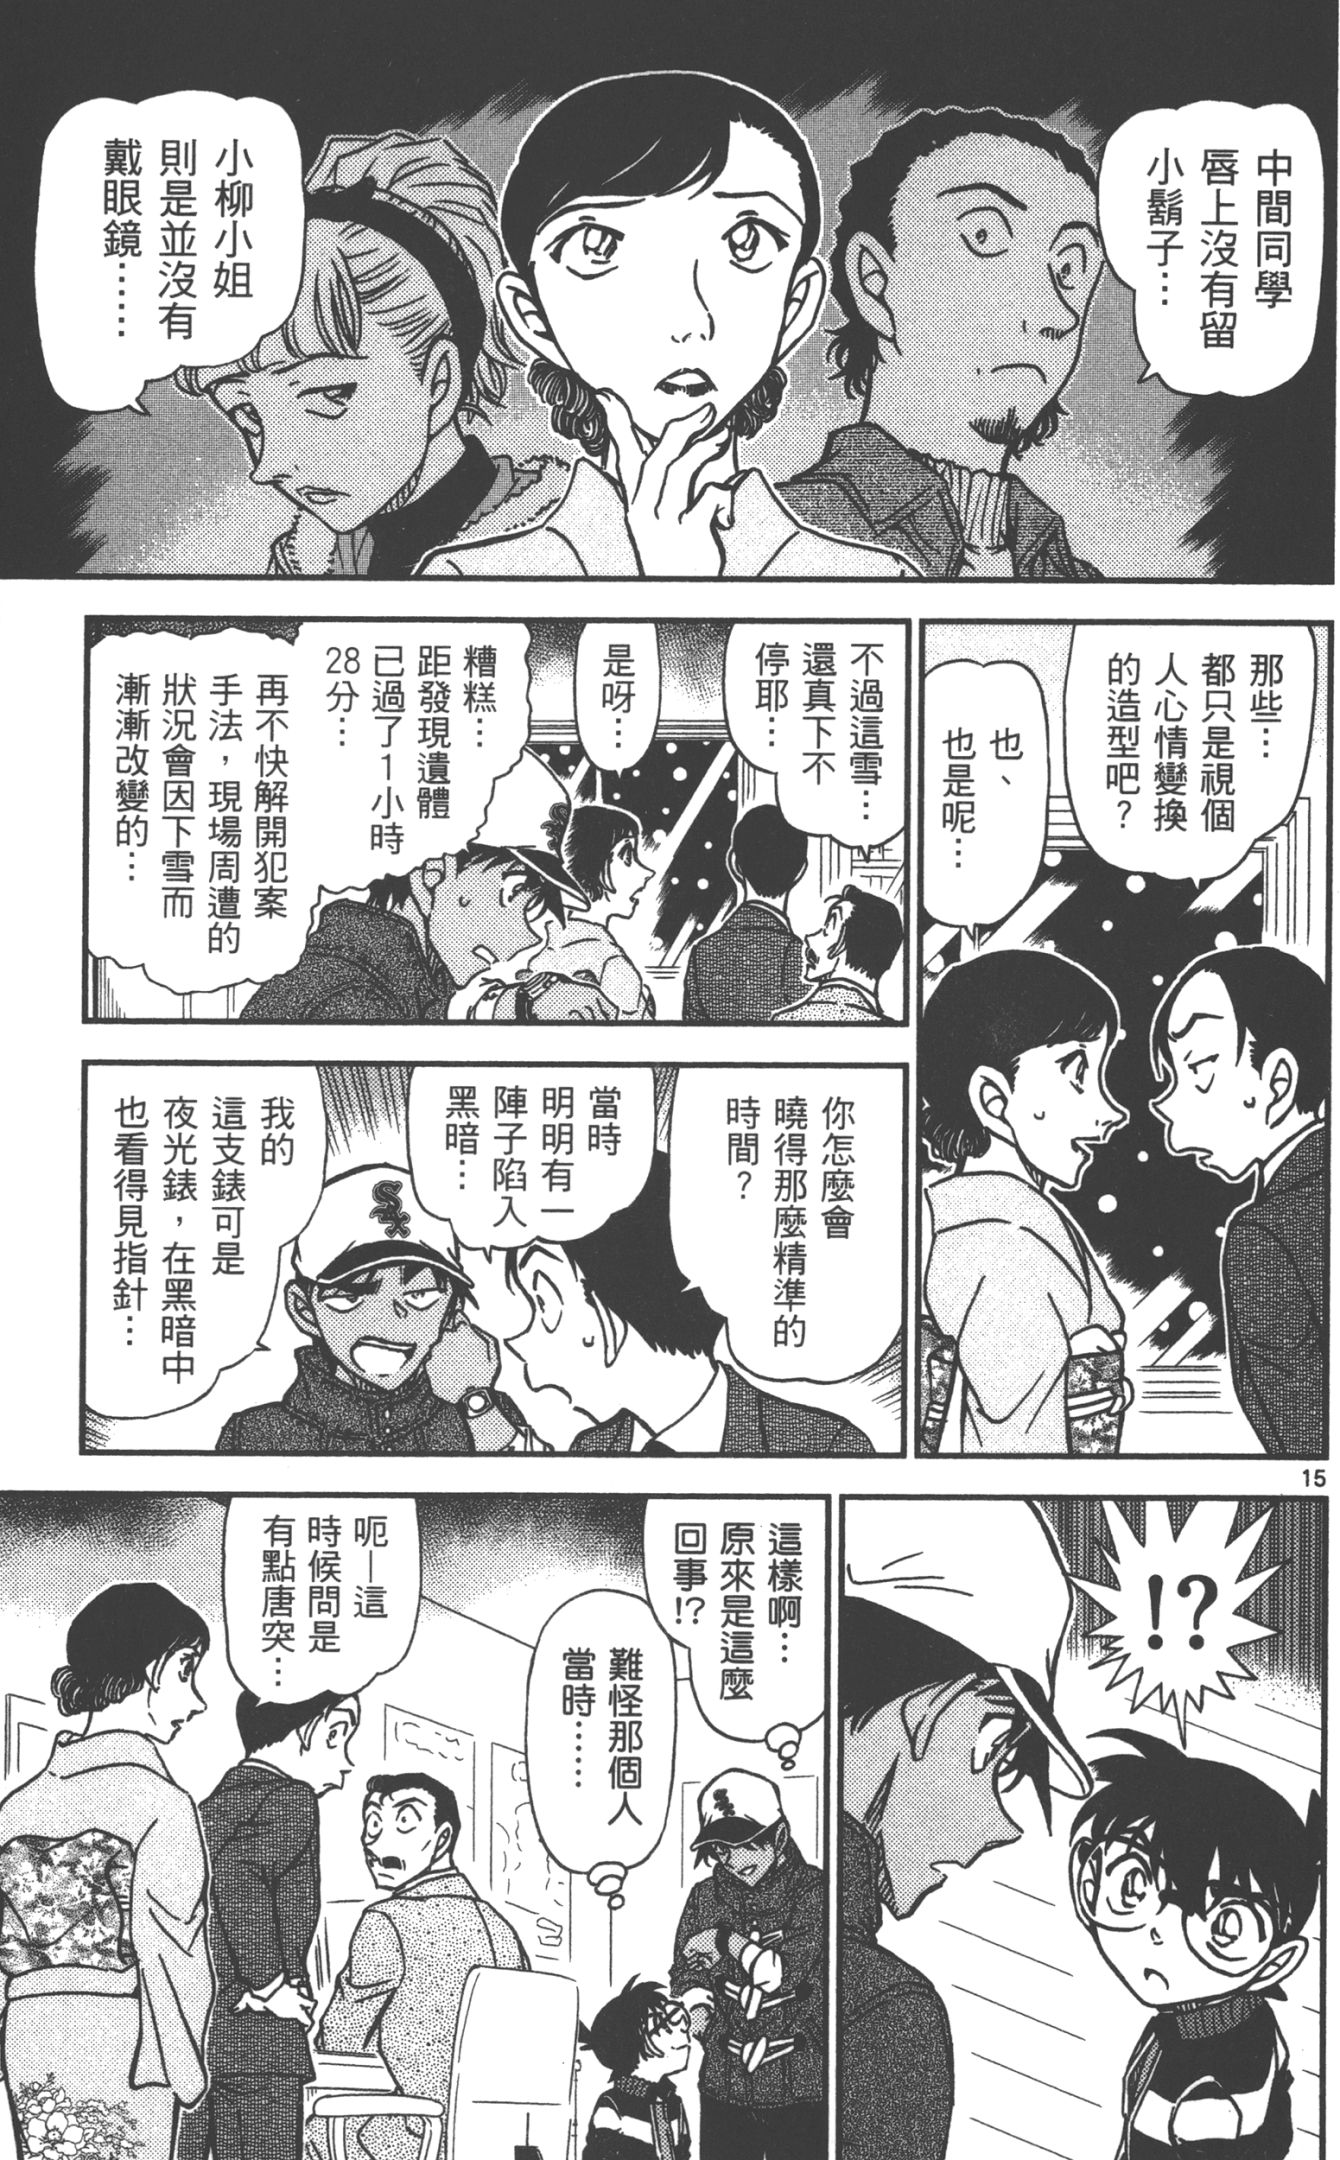 中間同學
唇上沒有留
小鬍子…
小柳小姐
則是並沒有
戴眼鏡……
那些…
都只是視個
人心情變換
的造型吧？
也、
也是呢…
不過這雪…
還真下不
停耶…
是呀…
糟糕…
距發現遺體
已過了1小時
28分…
再不快解開犯案
手法，現場周遭的
狀況會因下雪而
漸漸改變的…
你怎麼會
曉得那麼精準的
時間？
當時
明明有一
陣子陷入
黑暗…
我的
這支錶可是
夜光錶，在黑暗中
也看得見指針…
Sox
15
!?
這樣啊…
原來是這麼
回事!?
難怪那個人
當時……
呃—這
時候問是
有點唐突…
Sox